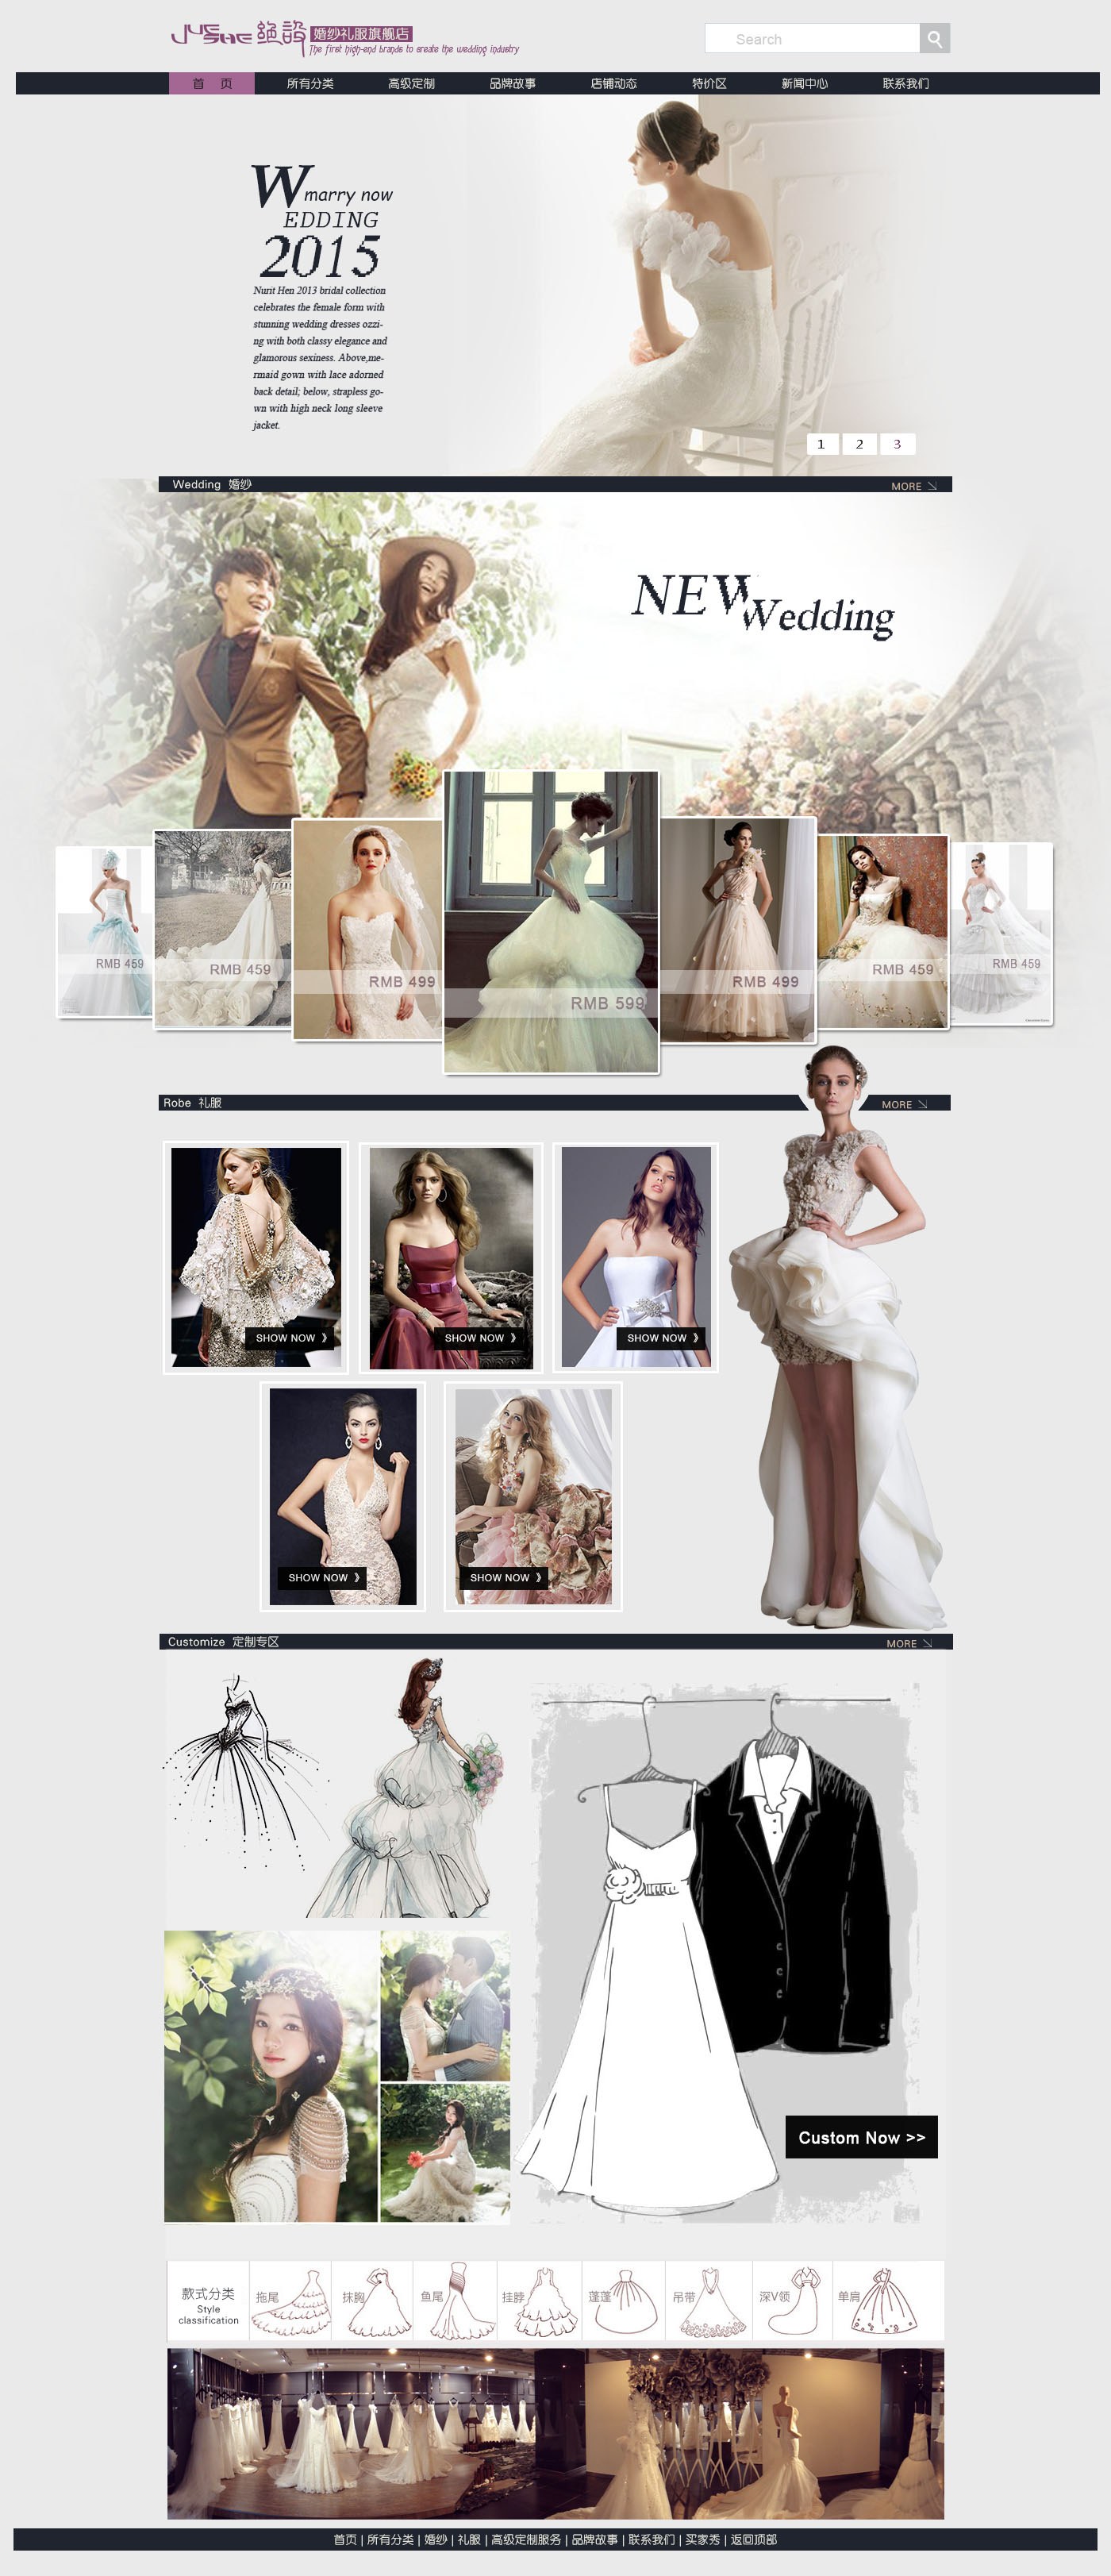 JUESHE 绝設 婚纱礼服旗舰店
The first high-end brands to create the wedding industry
Search
首 页 所有分类 高级定制 品牌故事 店铺动态 特价区 新闻中心 联系我们
W marry now
EDDING
2015
Nurit Hen 2013 bridal collection
celebrates the female form with
stunning wedding dresses ozzi-
ng with both classy elegance and
glamorous sexiness. Above,me-
rmaid gown with lace adorned
back detail; below, strapless go-
wn with high neck long sleeve
jacket.
1 2 3
Wedding 婚纱 MORE
NEW Wedding
RMB 459
RMB 459
RMB 499
RMB 599
RMB 499
RMB 459
RMB 459
Robe 礼服 MORE
SHOW NOW 》
SHOW NOW 》
SHOW NOW 》
SHOW NOW 》
SHOW NOW 》
Customize 定制专区 MORE
Custom Now >>
款式分类
Style
classification
拖尾 抹胸 鱼尾 挂脖 蓬蓬 吊带 深V领 单肩
首页 | 所有分类 | 婚纱 | 礼服 | 高级定制服务 | 品牌故事 | 联系我们 | 买家秀 | 返回顶部